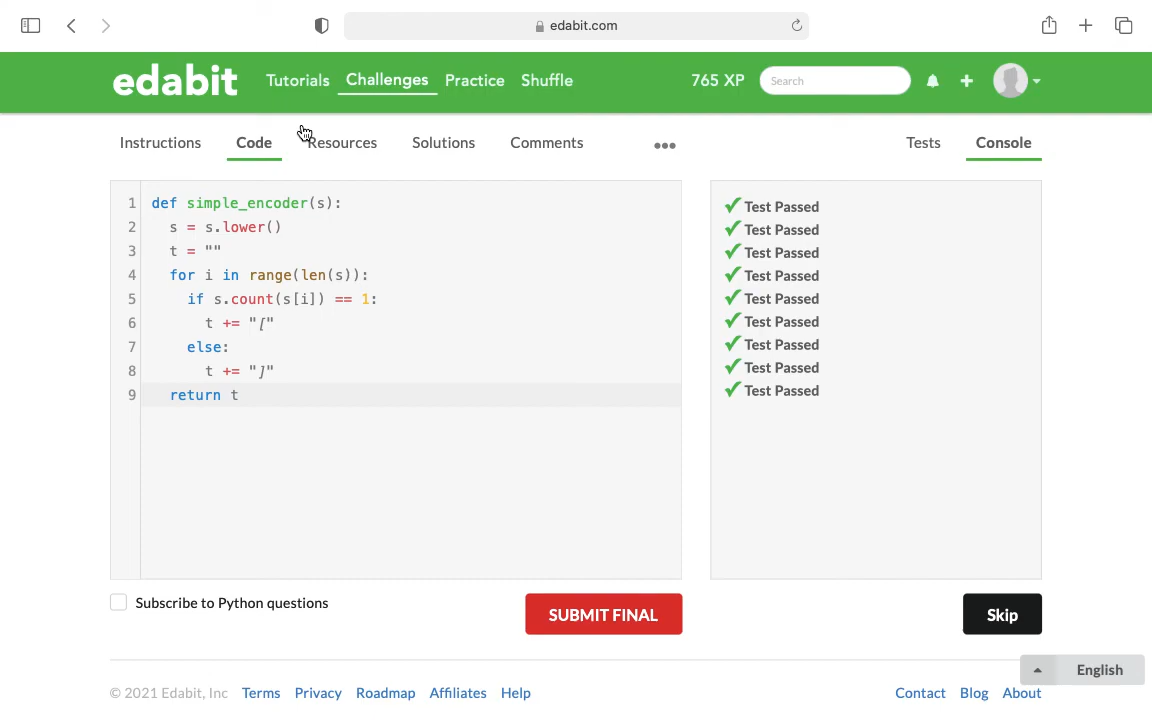 edabit.com
edabit Tutorials Challenges Practice Shuffle 765 XP Search
Instructions Code Resources Solutions Comments ••• Tests Console
1 def simple_encoder(s):
2 s = s.lower()
3 t = ""
4 for i in range(len(s)):
5 if s.count(s[i]) == 1:
6 t += "["
7 else:
8 t += "]"
9 return t
Test Passed
Test Passed
Test Passed
Test Passed
Test Passed
Test Passed
Test Passed
Test Passed
Test Passed
Subscribe to Python questions
SUBMIT FINAL
Skip
English
© 2021 Edabit, Inc Terms Privacy Roadmap Affiliates Help Contact Blog About